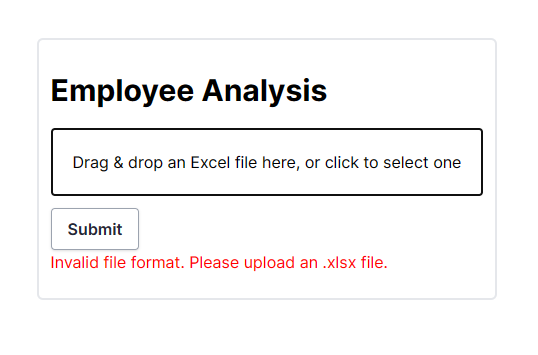 Employee Analysis
Drag & drop an Excel file here, or click to select one
Submit
Invalid file format. Please upload an .xlsx file.